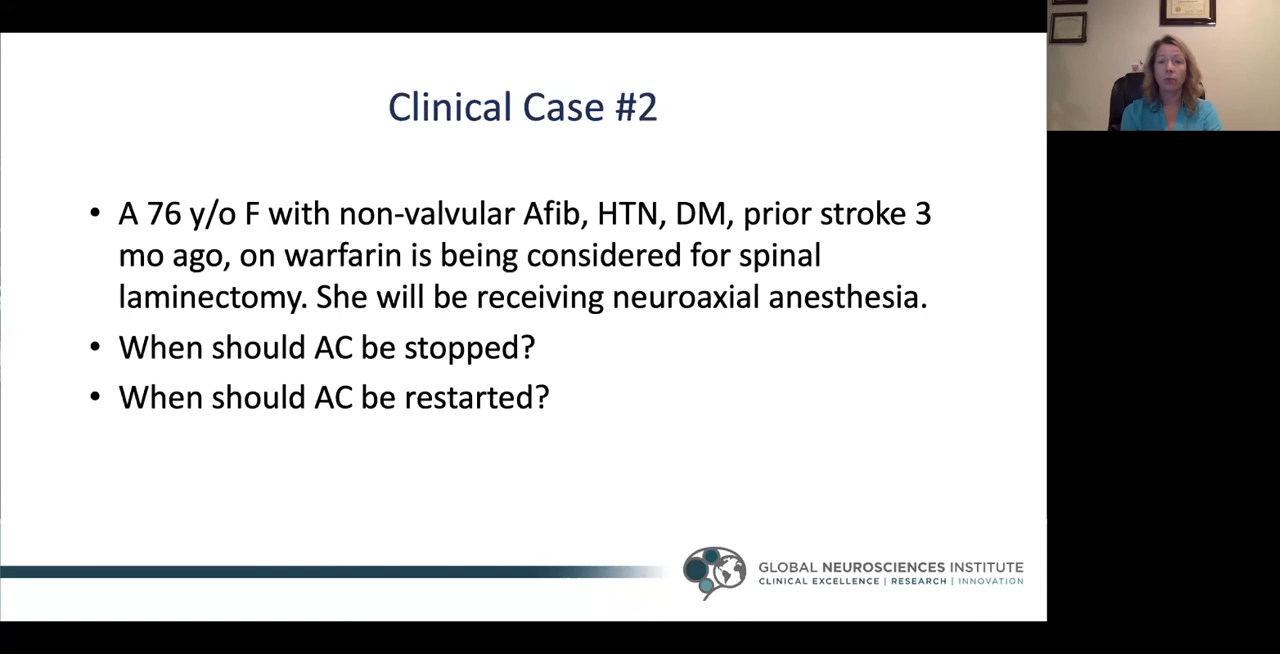 Clinical Case #2
• A 76 y/o F with non-valvular Afib, HTN, DM, prior stroke 3
mo ago, on warfarin is being considered for spinal
laminectomy. She will be receiving neuroaxial anesthesia.
• When should AC be stopped?
• When should AC be restarted?
GLOBAL NEUROSCIENCES INSTITUTE
CLINICAL EXCELLENCE | RESEARCH | INNOVATION